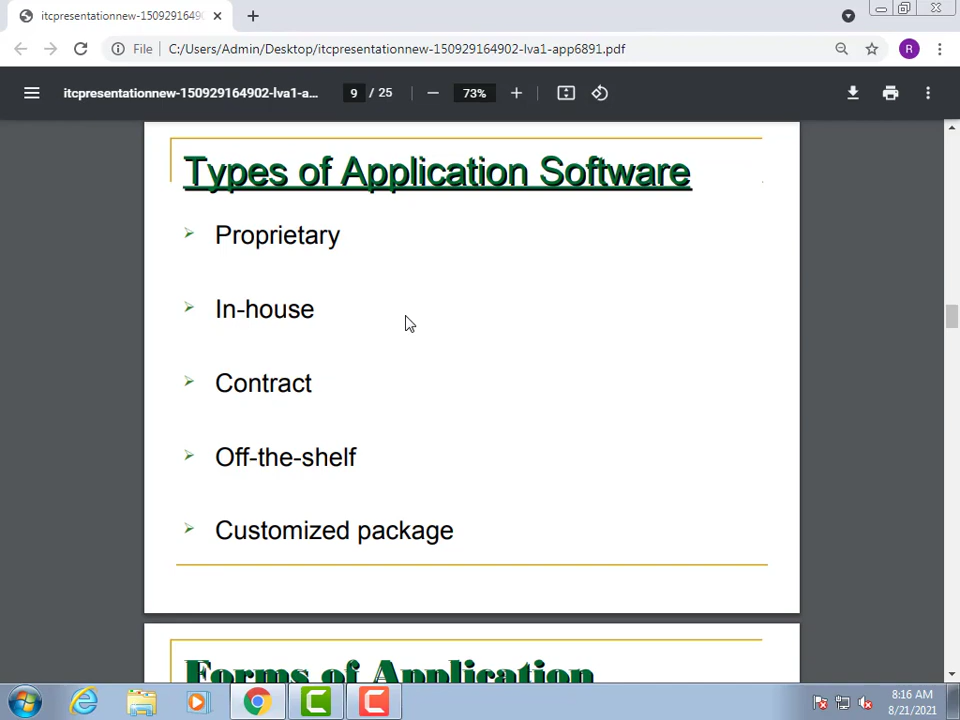 itcpresentationnew-15092916490
File
C:/Users/Admin/Desktop/itcpresentationnew-150929164902-lva1-app6891.pdf
R
itcpresentationnew-150929164902-lva1-a...
9 / 25
73%
Types of Application Software
Proprietary
In-house
Contract
Off-the-shelf
Customized package
Forms of Application
8:16 AM
8/21/2021